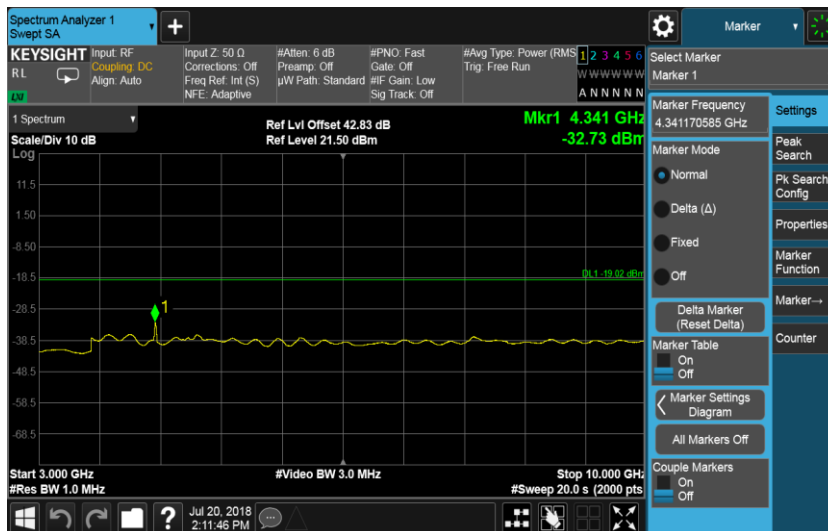 Spectrum Analyzer 1
Swept SA
+
Marker
KEYSIGHT
RL
LXI
Input: RF
Coupling: DC
Align: Auto
Input Z: 50 Ω
Corrections: Off
Freq Ref: Int (S)
NFE: Adaptive
#Atten: 6 dB
Preamp: Off
µW Path: Standard
#PNO: Fast
Gate: Off
#IF Gain: Low
Sig Track: Off
#Avg Type: Power (RMS
Trig: Free Run
1 2 3 4 5 6
W W W W W W
A N N N N N
Select Marker
Marker 1
1 Spectrum
Scale/Div 10 dB
Log
Ref Lvl Offset 42.83 dB
Ref Level 21.50 dBm
Mkr1 4.341 GHz
-32.73 dBm
11.5
1.50
-8.50
-18.5
-28.5
-38.5
-48.5
-58.5
-68.5
DL1 -19.02 dBm
1
Start 3.000 GHz
#Res BW 1.0 MHz
#Video BW 3.0 MHz
Stop 10.000 GHz
#Sweep 20.0 s (2000 pts
Marker Frequency
4.341170585 GHz
Marker Mode
Normal
Delta (Δ)
Fixed
Off
Delta Marker
(Reset Delta)
Marker Table
On
Off
Marker Settings
Diagram
All Markers Off
Couple Markers
On
Off
Settings
Peak
Search
Pk Search
Config
Properties
Marker
Function
Marker→
Counter
?
Jul 20, 2018
2:11:46 PM